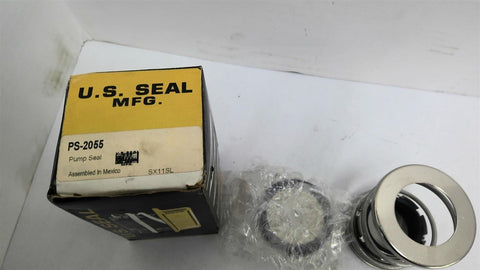 U.S. SEAL
MFG.
PS-2055
Pump Seal
Assembled In Mexico
SX11SL